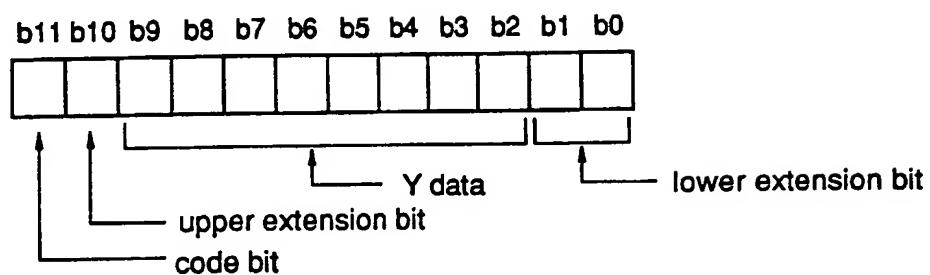 b11 b10 b9 b8 b7 b6 b5 b4 b3 b2 b1 b0
Y data
lower extension bit
upper extension bit
code bit